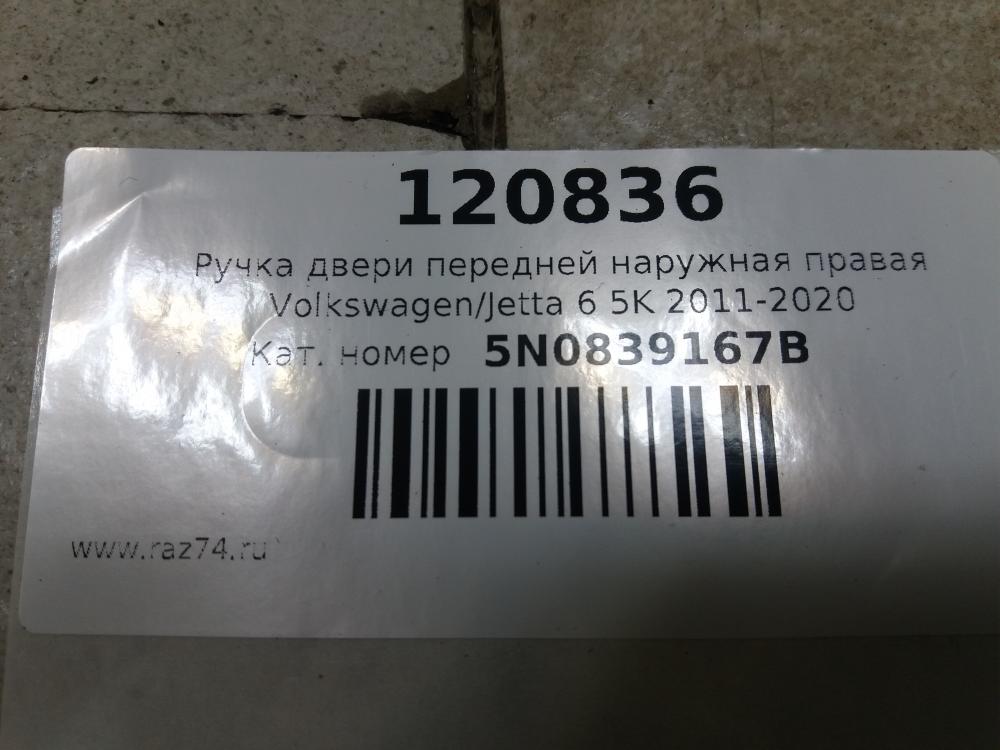 120836
Ручка двери передней наружная правая
Volkswagen/Jetta 6 5K 2011-2020
Кат. номер 5N0839167B
www.raz74.ru